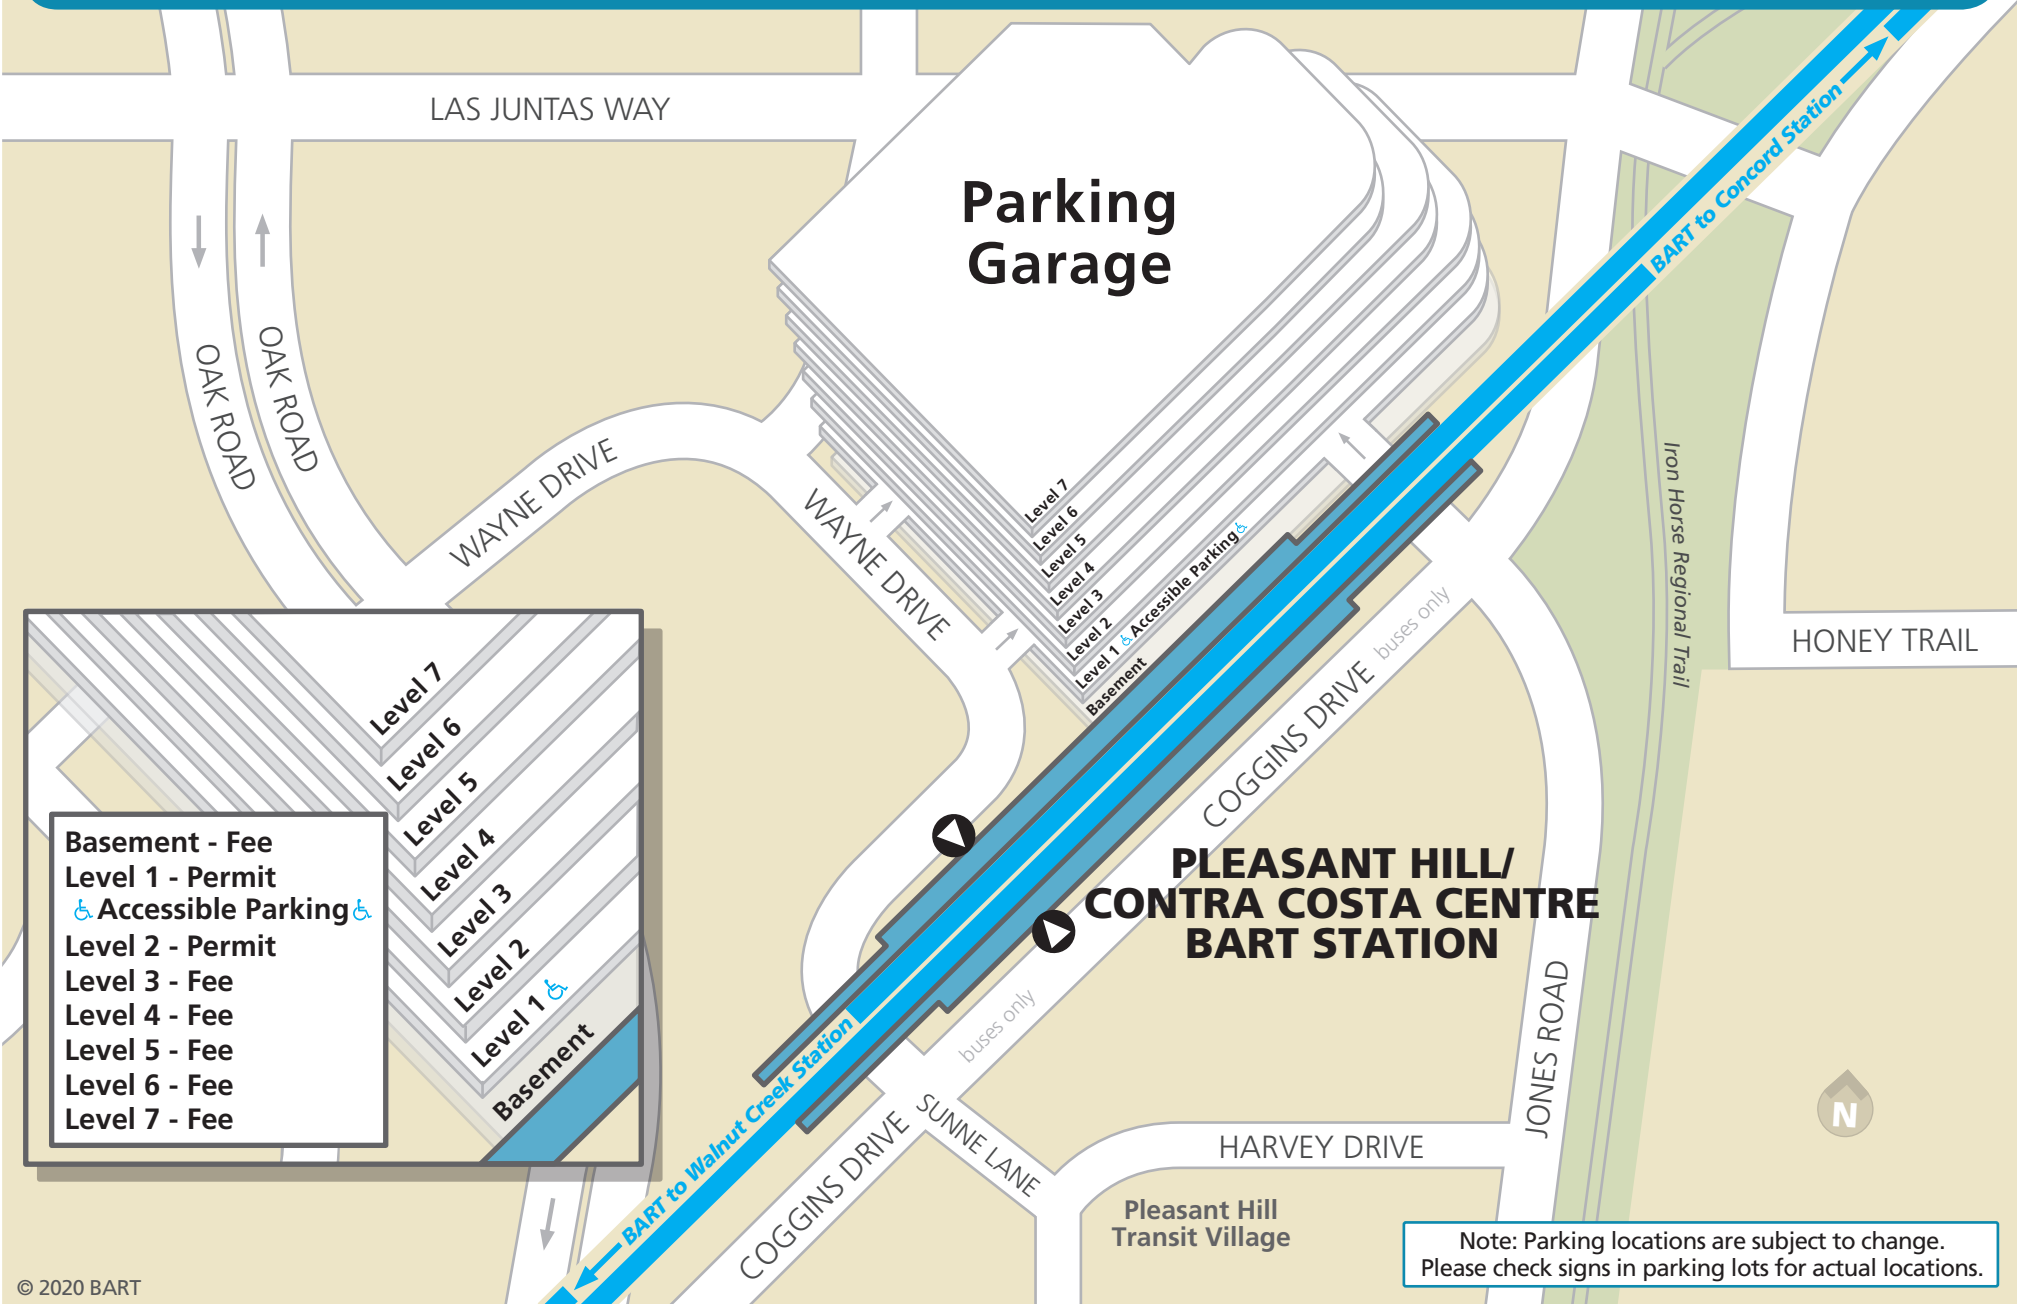 LAS JUNTAS WAY
Parking
Garage
BART to Concord Station
OAK ROAD
OAK ROAD
WAYNE DRIVE
WAYNE DRIVE
Level 7
Level 6
Level 5
Level 4
Level 3
Level 2
Level 1 Accessible Parking
Basement
Iron Horse Regional Trail
HONEY TRAIL
buses only
COGGINS DRIVE
Level 7
Level 6
Level 5
Level 4
Level 3
Level 2
Level 1
Basement
Basement - Fee
Level 1 - Permit
Accessible Parking
Level 2 - Permit
Level 3 - Fee
Level 4 - Fee
Level 5 - Fee
Level 6 - Fee
Level 7 - Fee
PLEASANT HILL/
CONTRA COSTA CENTRE
BART STATION
buses only
BART to Walnut Creek Station
COGGINS DRIVE
SUNNE LANE
HARVEY DRIVE
JONES ROAD
N
Pleasant Hill
Transit Village
Note: Parking locations are subject to change.
Please check signs in parking lots for actual locations.
© 2020 BART